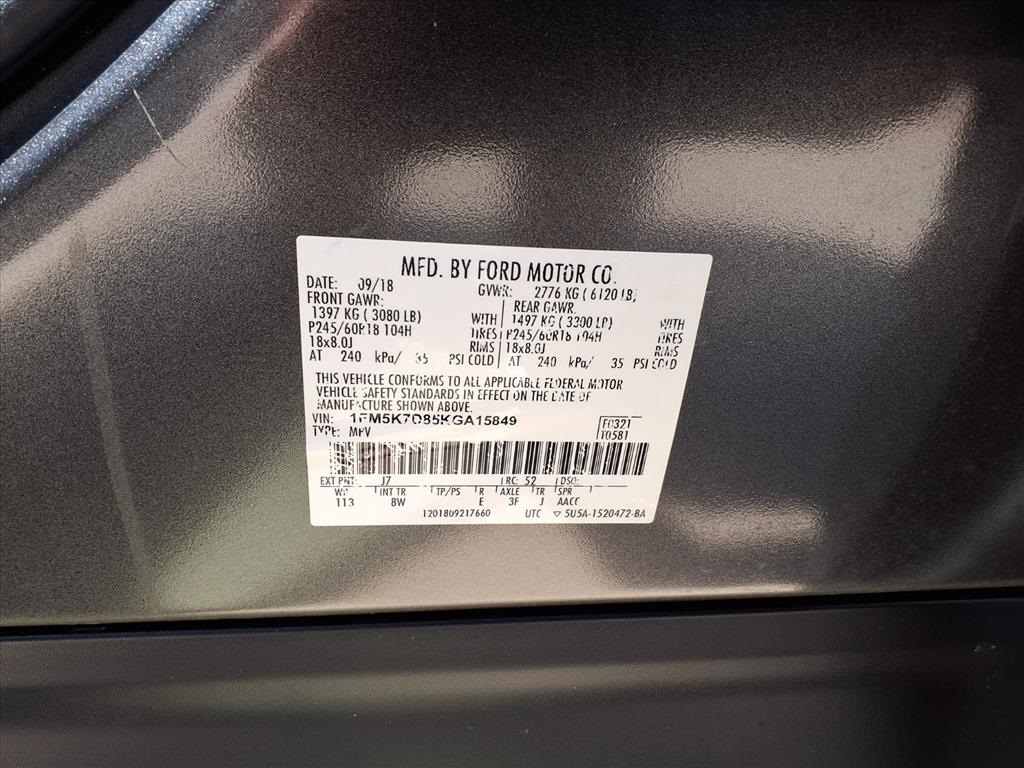 MFD. BY FORD MOTOR CO.
DATE: 09/18 GVWR: 2776 KG ( 6120 LB)
FRONT GAWR: REAR GAWR:
1397 KG ( 3080 LB) WITH 1497 KG ( 3300 LB) WITH
P245/60R18 104H TIRES P245/60R18 104H TIRES
18x8.0J RIMS 18x8.0J RIMS
AT 240 kPa/ 35 PSI COLD AT 240 kPa/ 35 PSI COLD
THIS VEHICLE CONFORMS TO ALL APPLICABLE FEDERAL MOTOR
VEHICLE SAFETY STANDARDS IN EFFECT ON THE DATE OF
MANUFACTURE SHOWN ABOVE.
VIN: 1FM5K7D85KGA15849 F0321
TYPE: MPV T0581
EXT PNT: J7 RC: 52 DSO:
WB INT TR TP/PS R AXLE TR SPR
113 8W E 3F J AACC
1201809217660 UTC ▽ 5U5A-1520472-BA